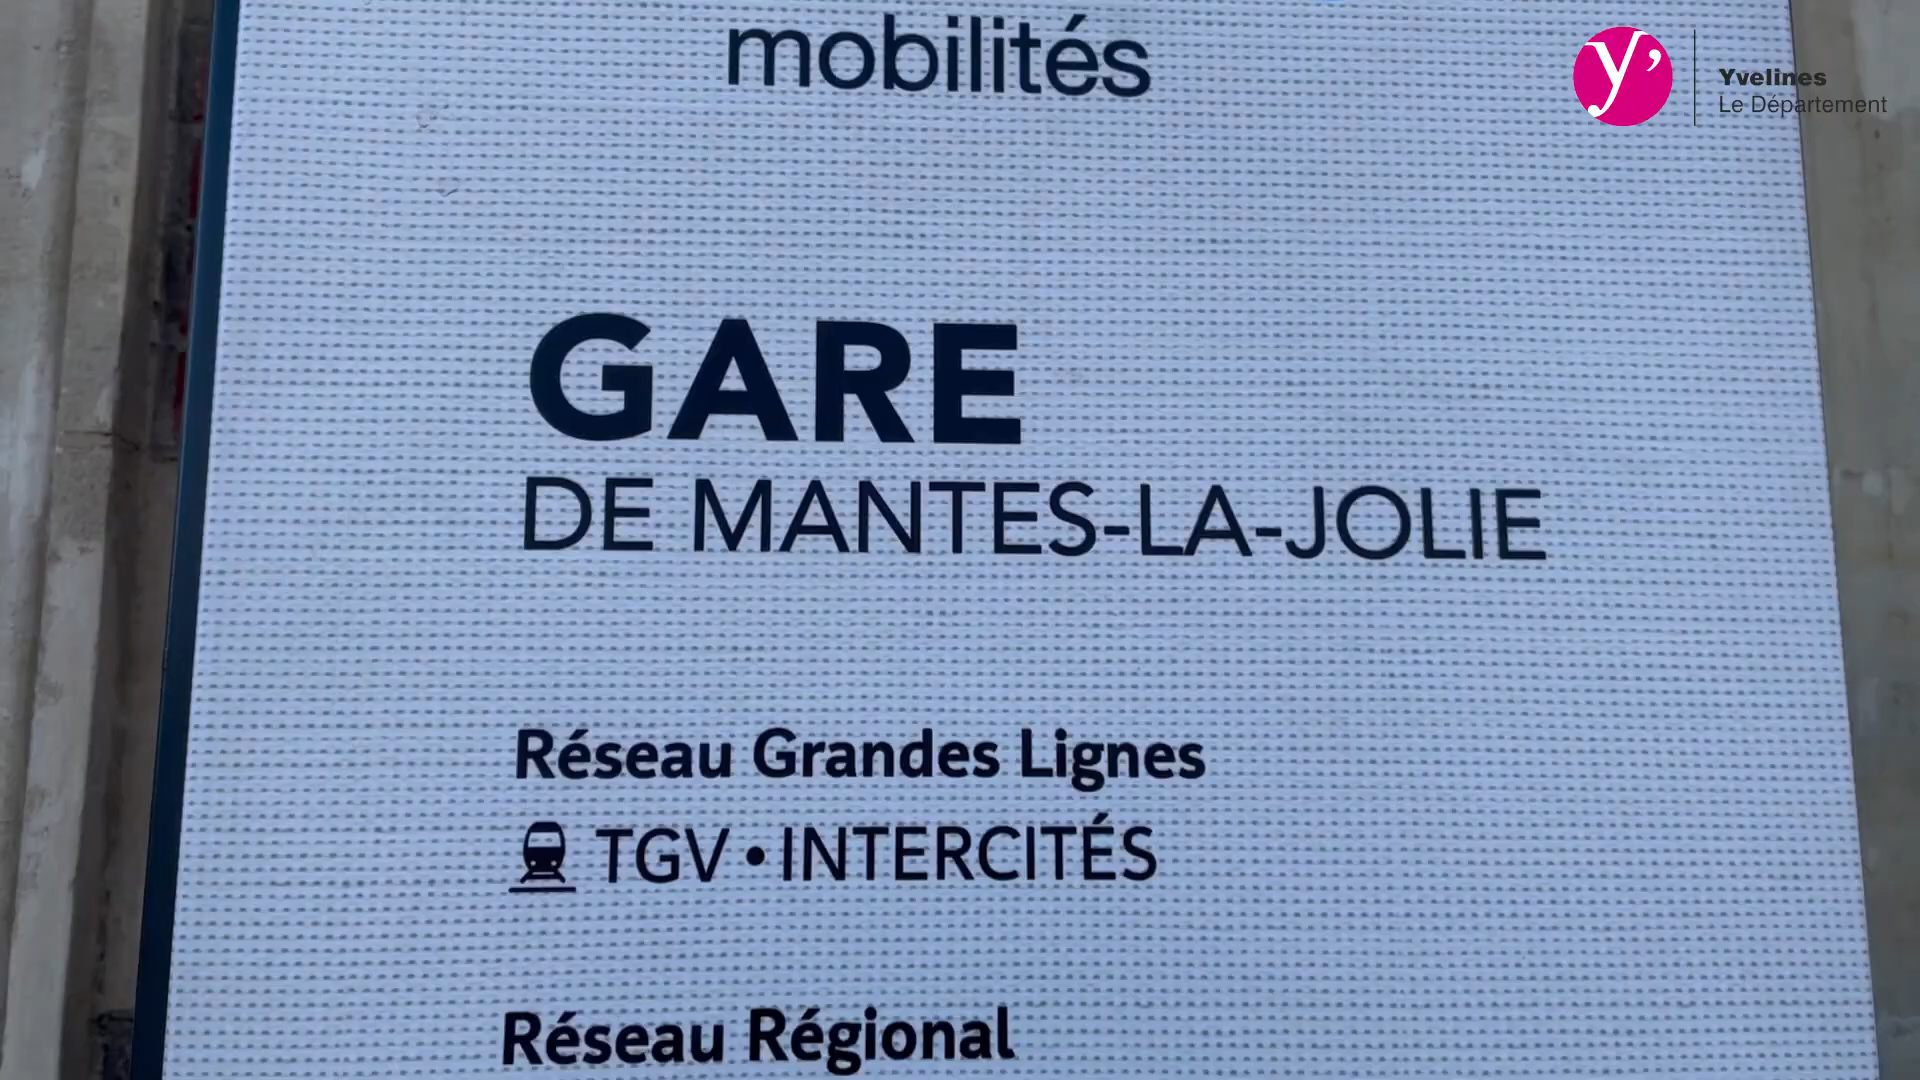 mobilités
Yvelines
Le Département
GARE
DE MANTES-LA-JOLIE
Réseau Grandes Lignes
TGV • INTERCITÉS
Réseau Régional